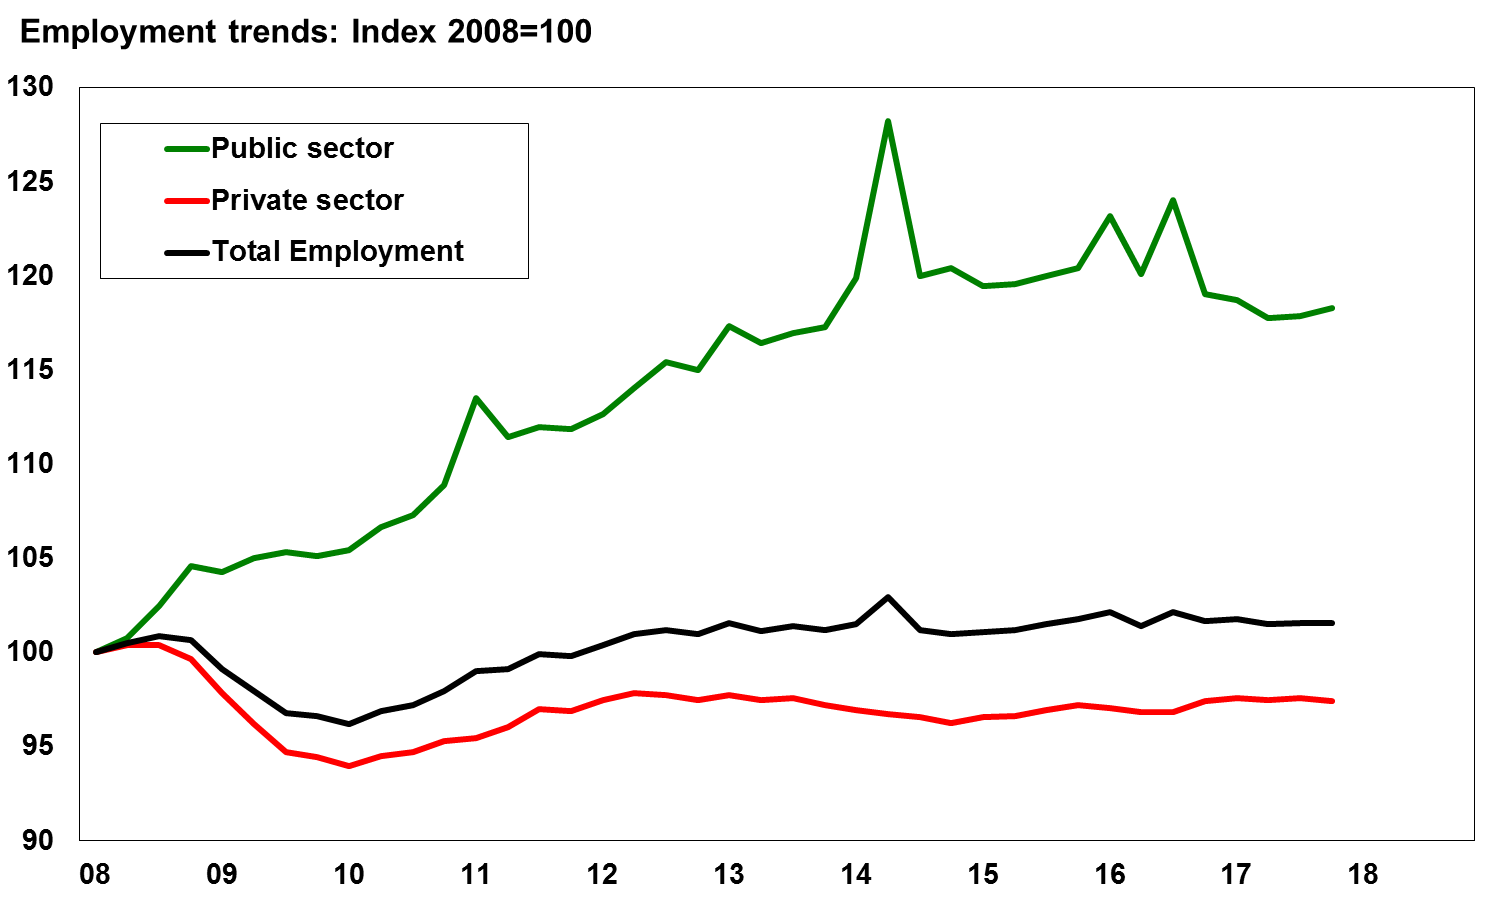 Employment trends: Index 2008=100
130
125
120
115
110
105
100
95
90
Public sector
Private sector
Total Employment
08 09 10 11 12 13 14 15 16 17 18